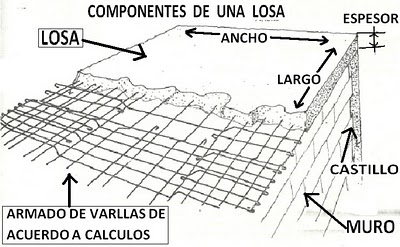 COMPONENTES DE UNA LOSA
ESPESOR
LOSA
ANCHO
LARGO
CASTILLO
ARMADO DE VARLLAS DE
ACUERDO A CALCULOS
MURO